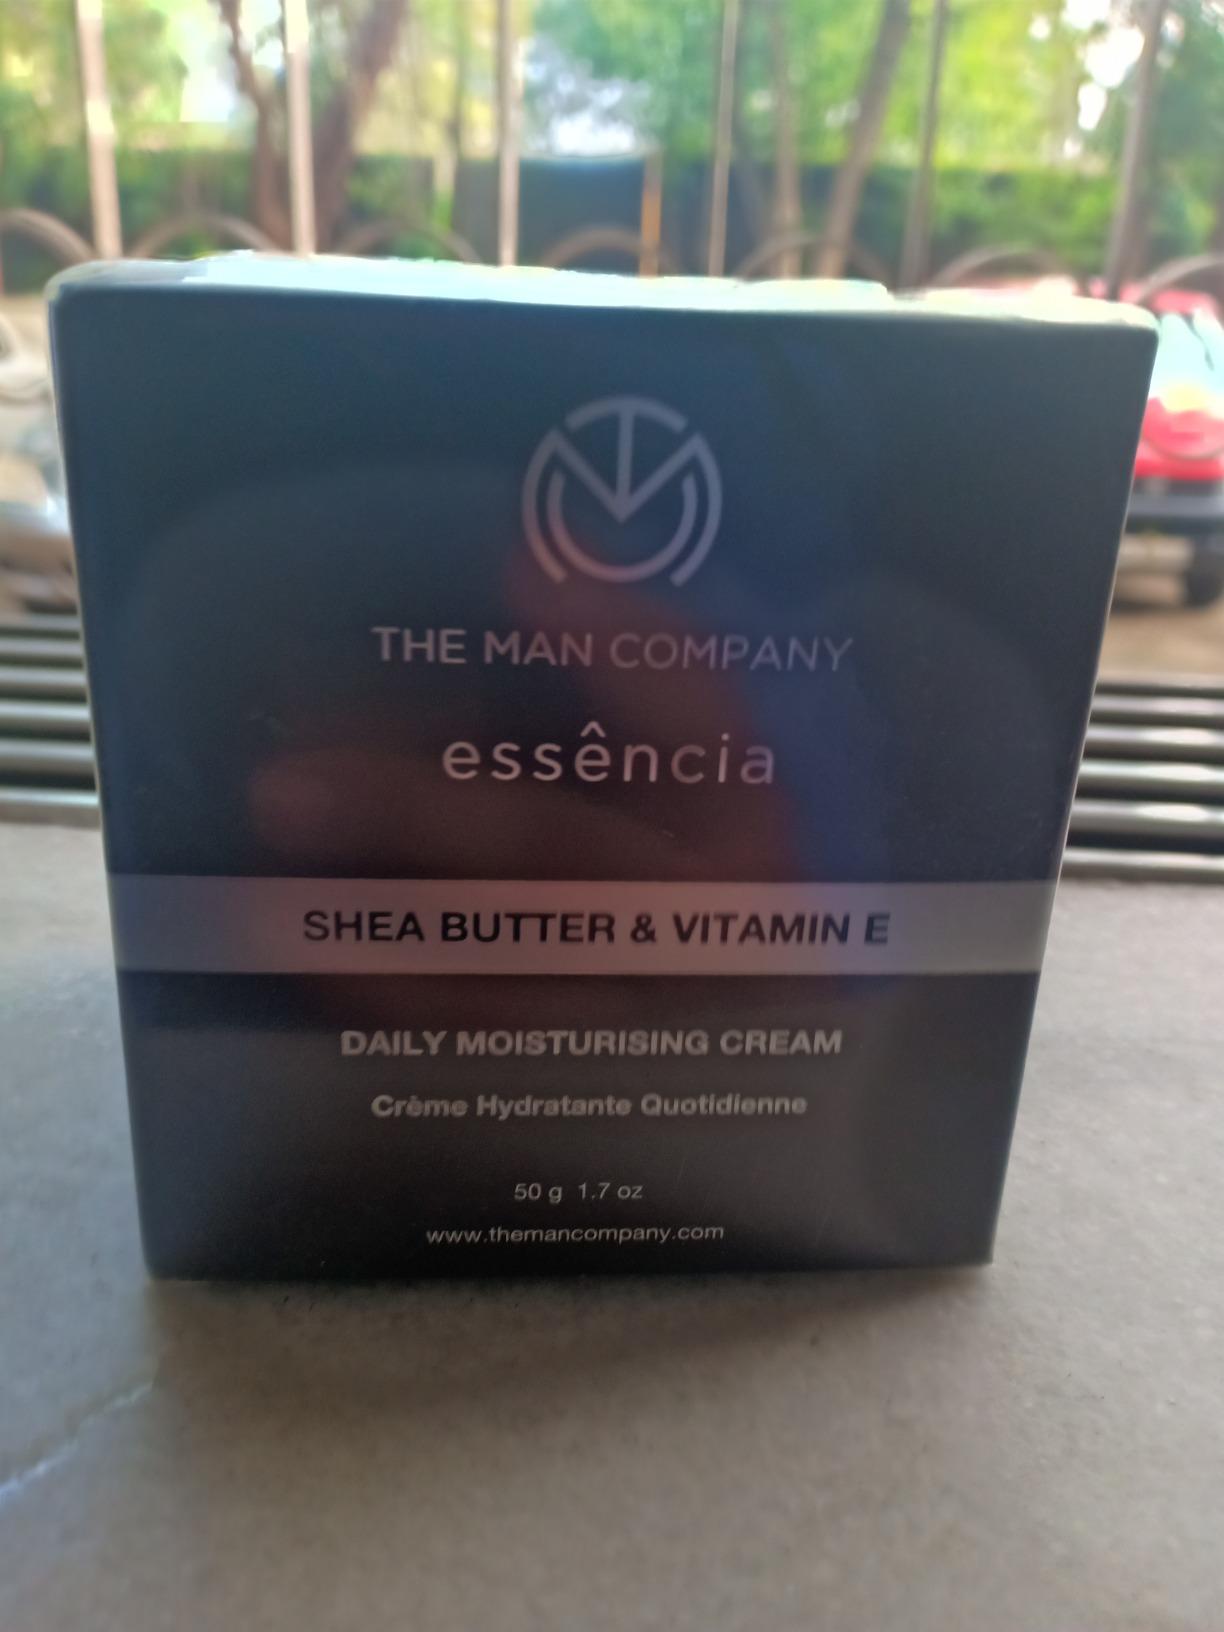 THE MAN COMPANY
essência
SHEA BUTTER & VITAMIN E
DAILY MOISTURISING CREAM
Crème Hydratante Quotidienne
50 g 1.7 oz
www.themancompany.com